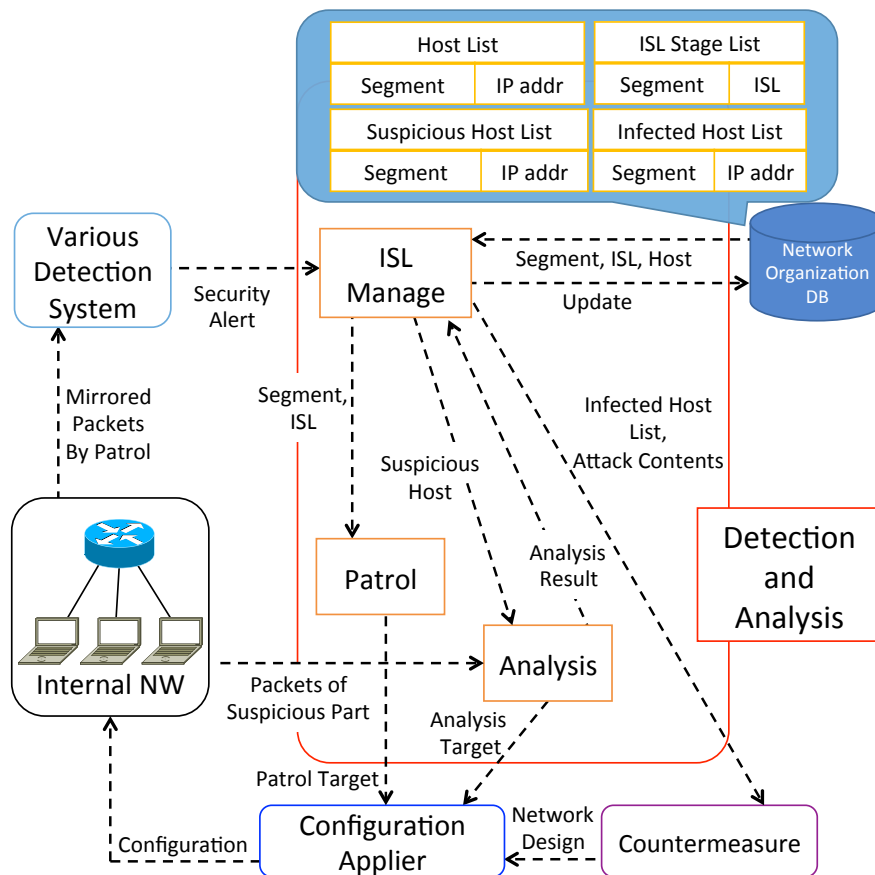 Host List
Segment
IP addr
ISL Stage List
Segment
ISL
Suspicious Host List
Segment
IP addr
Infected Host List
Segment
IP addr
Various
Detection
System
Security
Alert
ISL
Manage
Segment, ISL, Host
Update
Network
Organization
DB
Mirrored
Packets
By Patrol
Segment,
ISL
Suspicious
Host
Infected Host
List,
Attack Contents
Analysis
Result
Detection
and
Analysis
Patrol
Internal NW
Packets of
Suspicious Part
Analysis
Analysis
Target
Patrol Target
Configuration
Configuration
Applier
Network
Design
Countermeasure